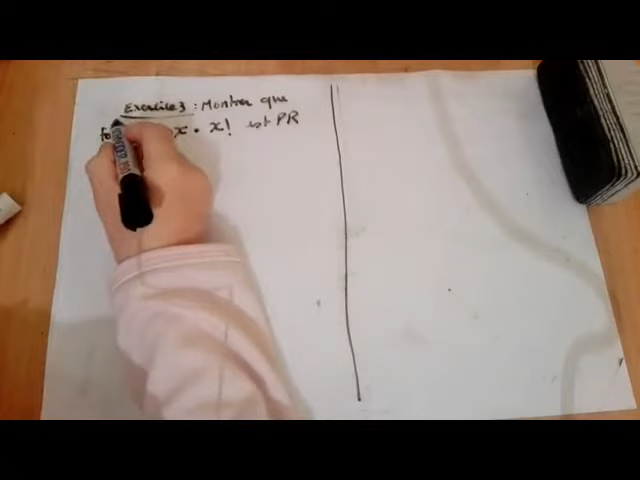 Exercice 3 : Montrer que
x • x! est PR